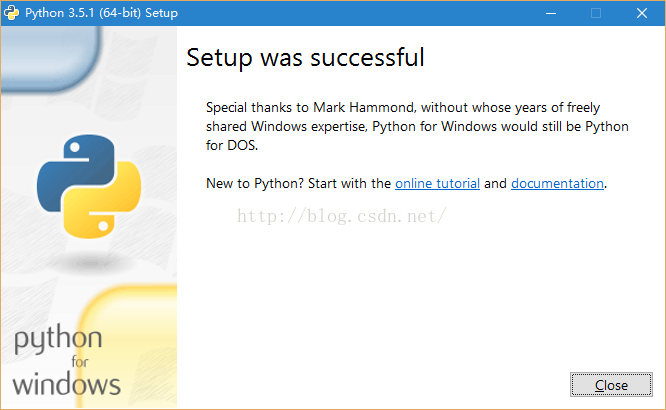 Python 3.5.1 (64-bit) Setup
Setup was successful
Special thanks to Mark Hammond, without whose years of freely
shared Windows expertise, Python for Windows would still be Python
for DOS.
New to Python? Start with the online tutorial and documentation.
http://blog.csdn.net/
python
for
windows
Close